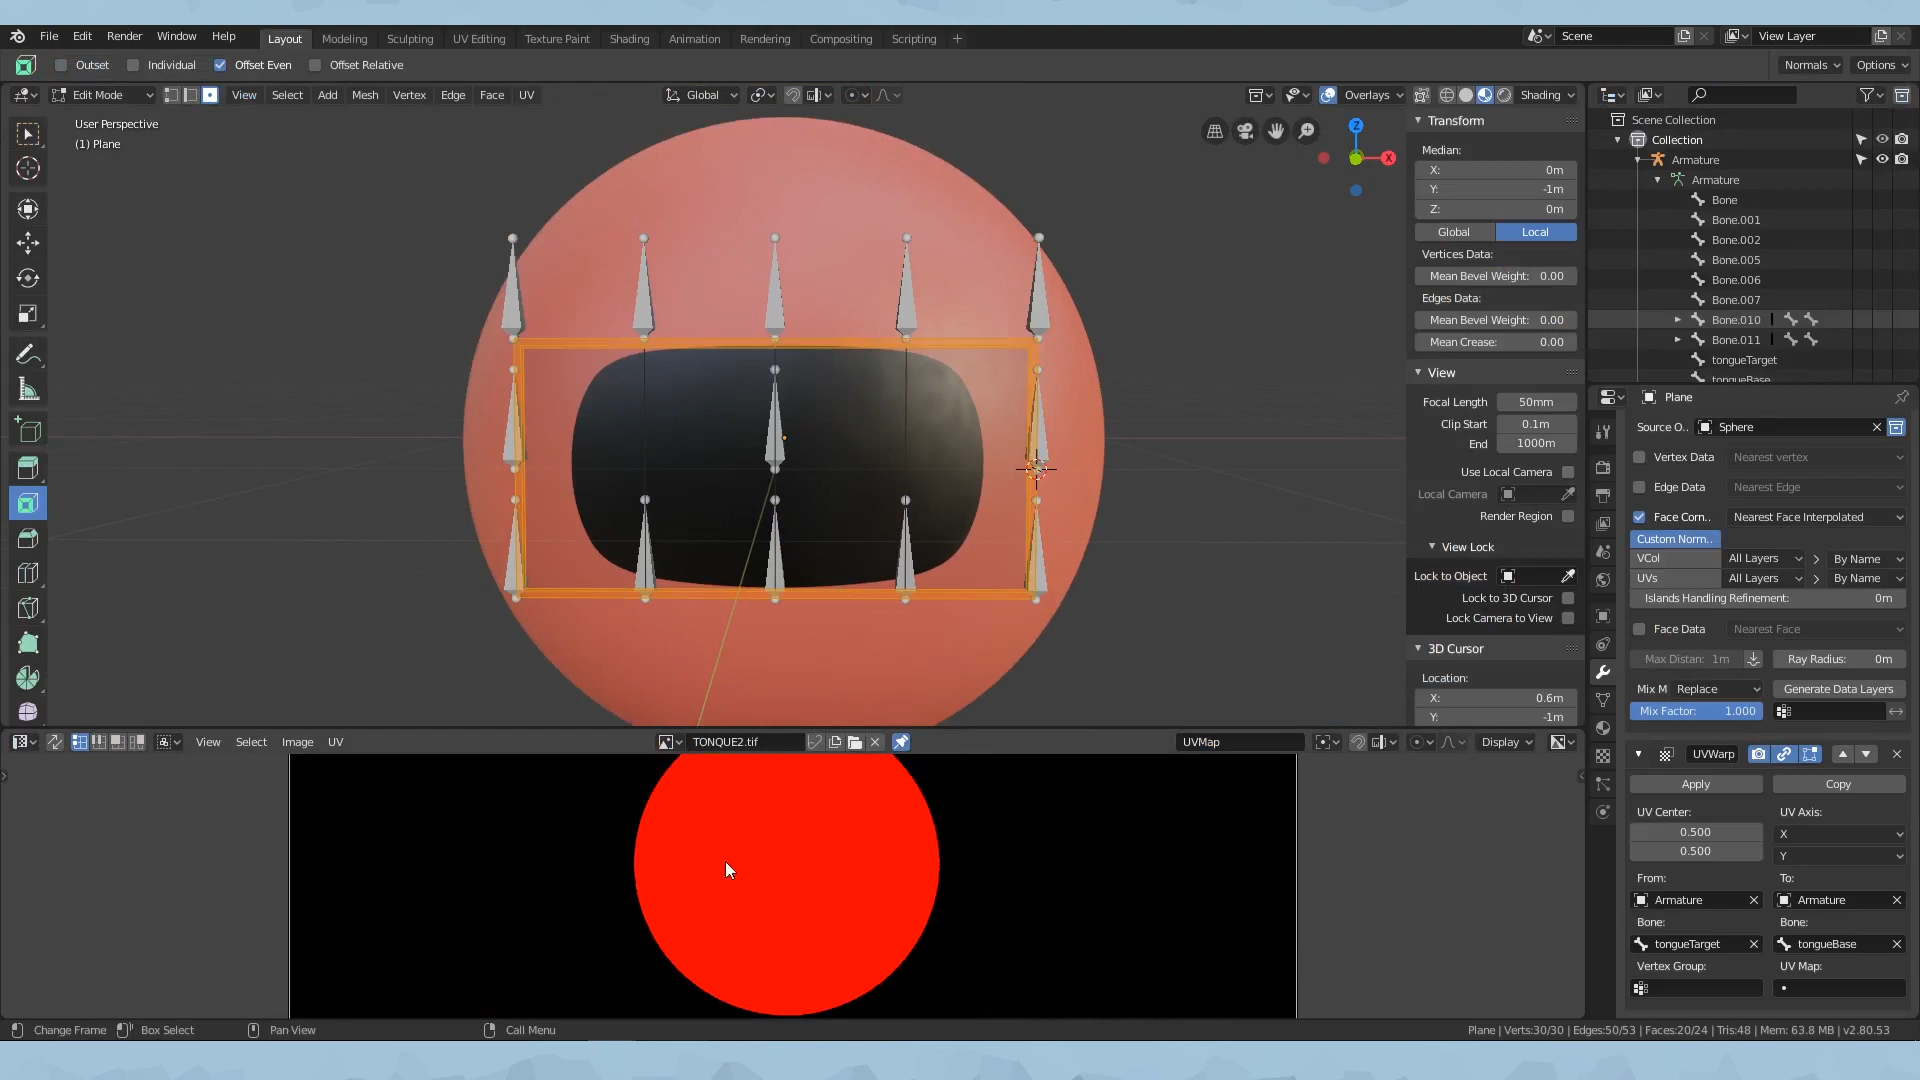 File Edit Render Window Help Layout Modeling Sculpting UV Editing Texture Paint Shading Animation Rendering Compositing Scripting + Scene View Layer
Outset Individual Offset Even Offset Relative Normals Options
Edit Mode View Select Add Mesh Vertex Edge Face UV Global Overlays Shading
User Perspective
(1) Plane
Z
X
Transform
Median:
X: 0m
Y: -1m
Z: 0m
Global Local
Vertices Data:
Mean Bevel Weight: 0.00
Edges Data:
Mean Bevel Weight: 0.00
Mean Crease: 0.00
View
Focal Length 50mm
Clip Start 0.1m
End 1000m
Use Local Camera
Local Camera
Render Region
View Lock
Lock to Object
Lock to 3D Cursor
Lock Camera to View
3D Cursor
Location:
X: 0.6m
Y: -1m
Scene Collection
Collection
Armature
Armature
Bone
Bone.001
Bone.002
Bone.005
Bone.006
Bone.007
Bone.010
Bone.011
tongueTarget
tongueBase
Plane
Source O.. Sphere
Vertex Data Nearest vertex
Edge Data Nearest Edge
Face Corn.. Nearest Face Interpolated
Custom Norm..
VCol All Layers By Name
UVs All Layers By Name
Islands Handling Refinement: 0m
Face Data Nearest Face
Max Distan: 1m Ray Radius: 0m
Mix M Replace Generate Data Layers
Mix Factor: 1.000
UVWarp
Apply Copy
UV Center: UV Axis:
0.500 X
0.500 Y
From: To:
Armature Armature
Bone: Bone:
tongueTarget tongueBase
Vertex Group: UV Map:
View Select Image UV TONQUE2.tif UVMap Display
Change Frame Box Select Pan View Call Menu Plane | Verts:30/30 | Edges:50/53 | Faces:20/24 | Tris:48 | Mem: 63.8 MB | v2.80.53